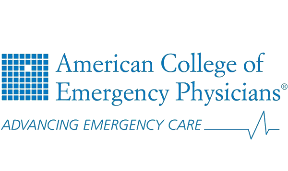 American College of
Emergency Physicians®
ADVANCING EMERGENCY CARE